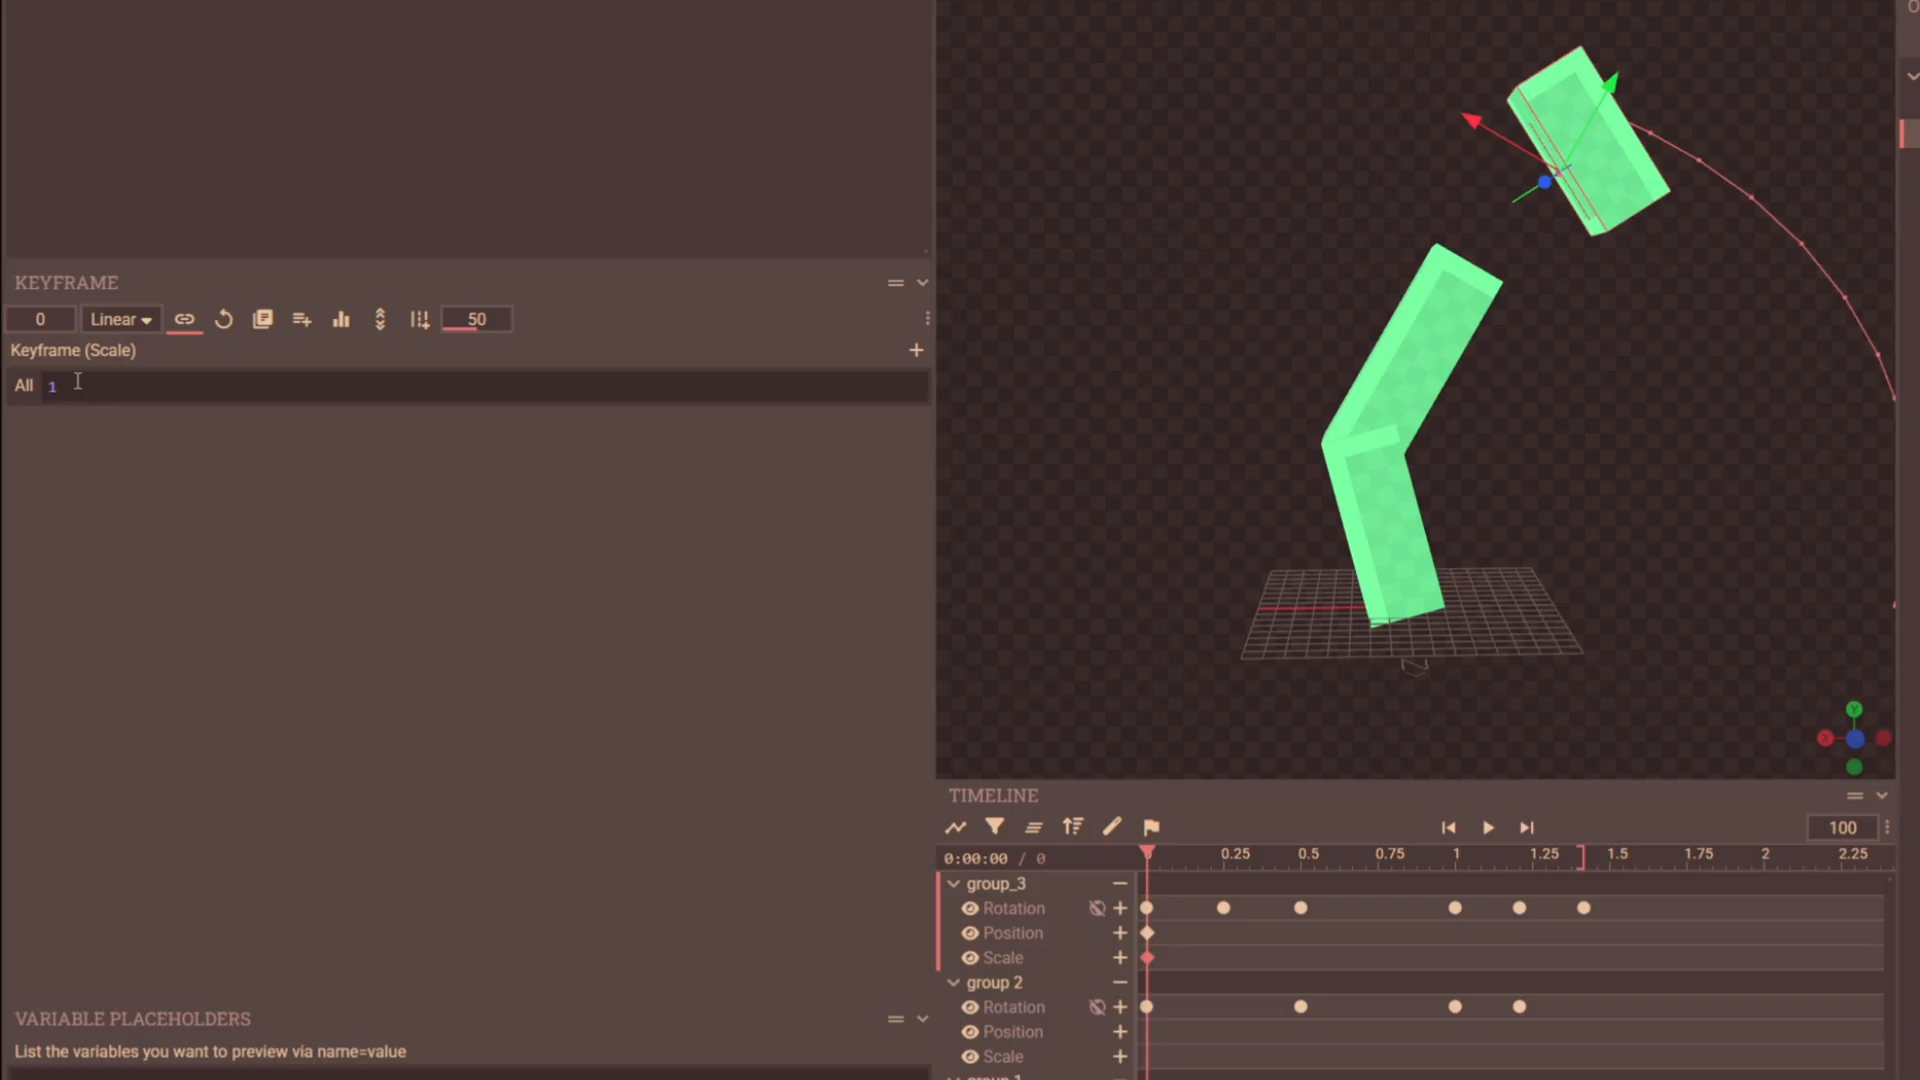 KEYFRAME
0 Linear 50
Keyframe (Scale)
All 1
VARIABLE PLACEHOLDERS
List the variables you want to preview via name=value
Y
X
TIMELINE
100
0:00:00 / 0
0.25 0.5 0.75 1 1.25 1.5 1.75 2 2.25
group_3
Rotation
Position
Scale
group 2
Rotation
Position
Scale